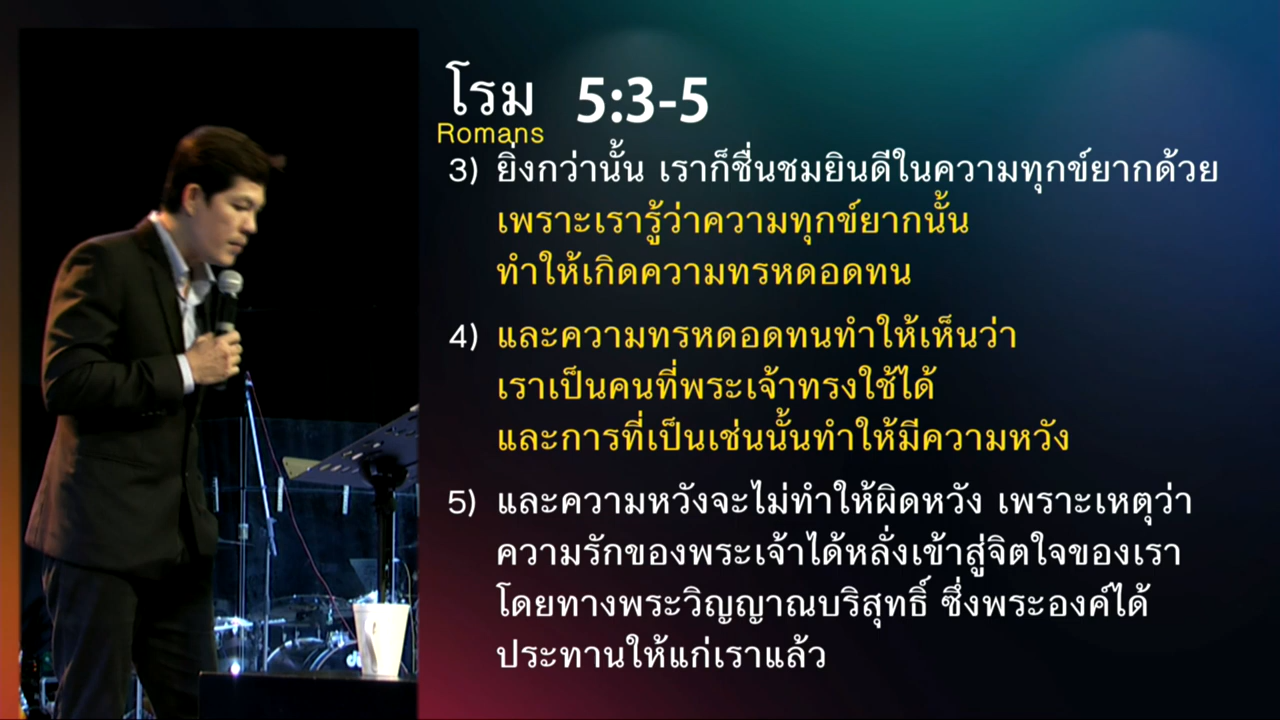 โรม 5:3-5
Romans
3) ยิ่งกว่านั้น เราก็ชื่นชมยินดีในความทุกข์ยากด้วย
เพราะเรารู้ว่าความทุกข์ยากนั้น
ทำให้เกิดความทรหดอดทน
4) และความทรหดอดทนทำให้เห็นว่า
เราเป็นคนที่พระเจ้าทรงใช้ได้
และการที่เป็นเช่นนั้นทำให้มีความหวัง
5) และความหวังจะไม่ทำให้ผิดหวัง เพราะเหตุว่า
ความรักของพระเจ้าได้หลั่งเข้าสู่จิตใจของเรา
โดยทางพระวิญญาณบริสุทธิ์ ซึ่งพระองค์ได้
ประทานให้แก่เราแล้ว